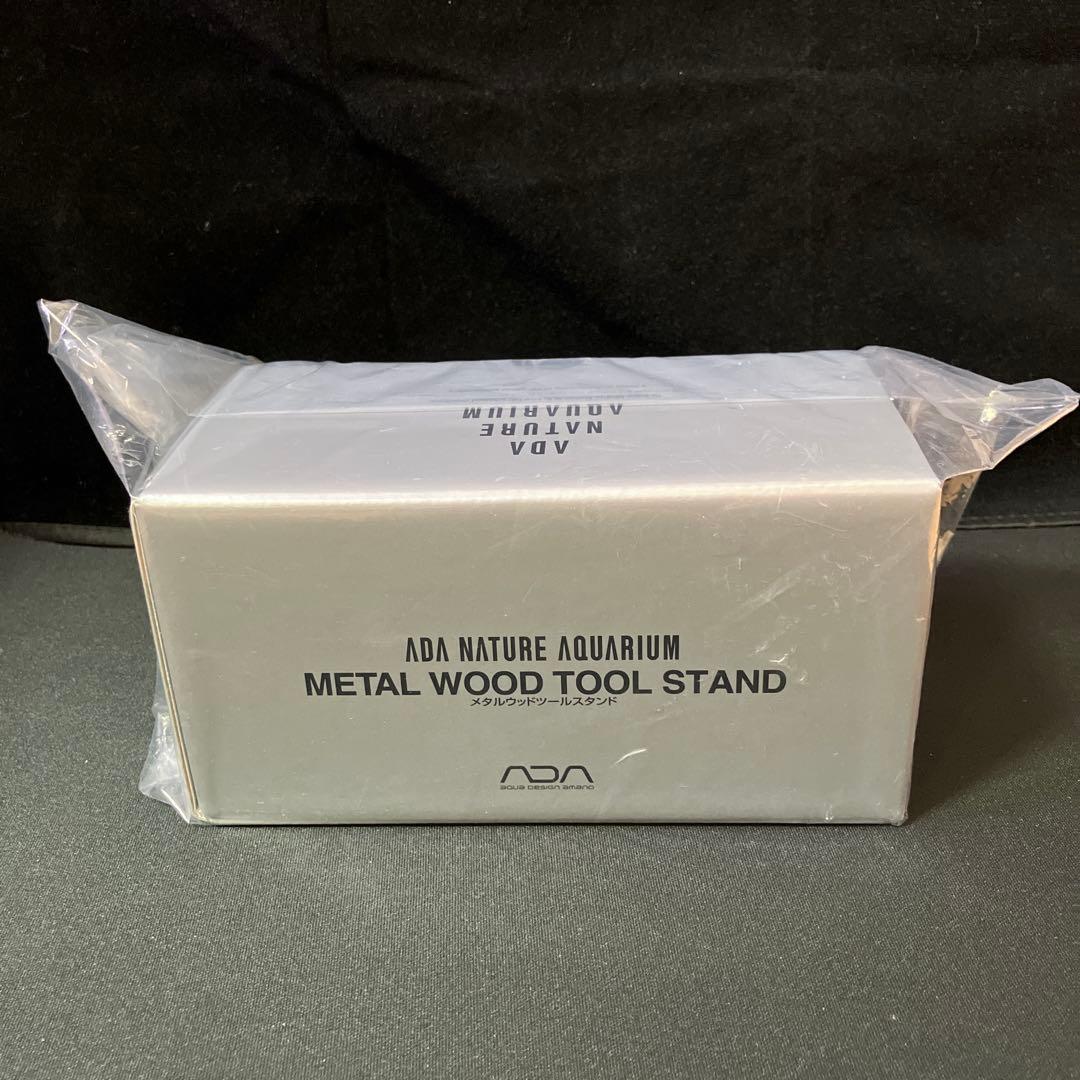 ADA
NATURE
AQUARIUM
ADA NATURE AQUARIUM
METAL WOOD TOOL STAND
メタルウッドツールスタンド
ADA
AQUA DESIGN AMANO